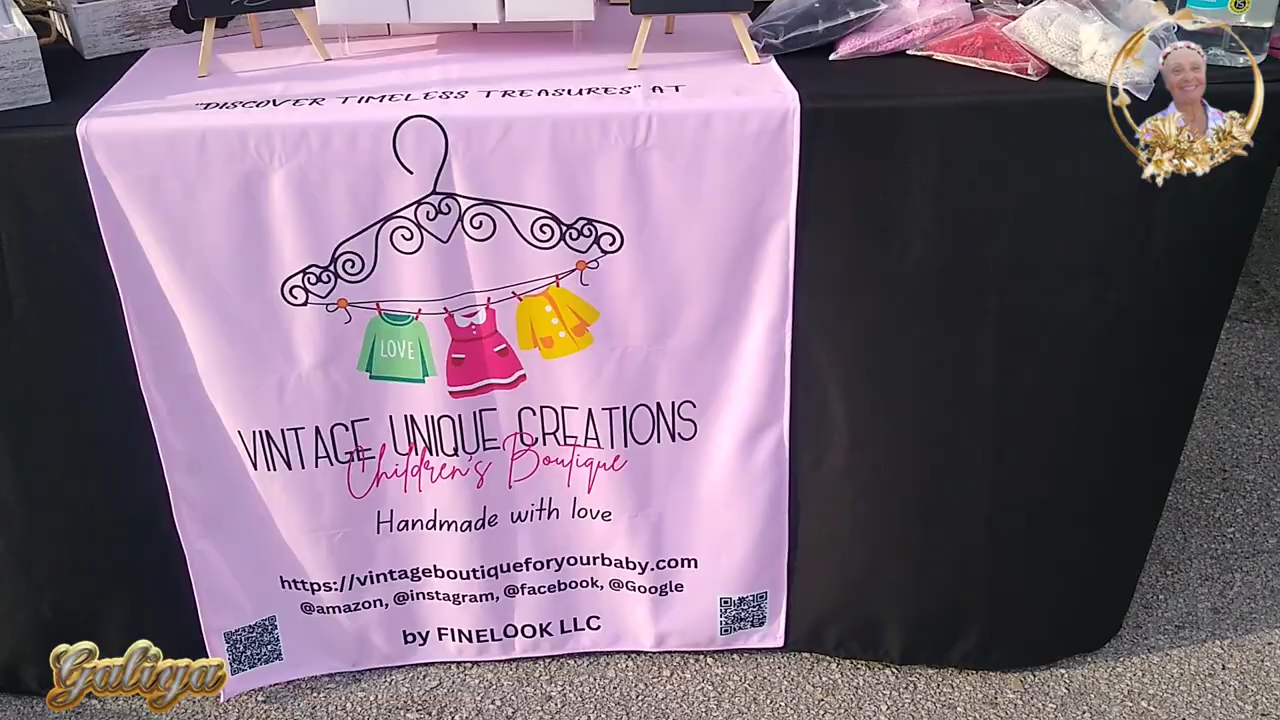 "DISCOVER TIMELESS TREASURES" AT
LOVE
VINTAGE UNIQUE CREATIONS
Children's Boutique
Handmade with love
https://vintageboutiqueforyourbaby.com
@amazon, @instagram, @facebook, @Google
by FINELOOK LLC
Galiya